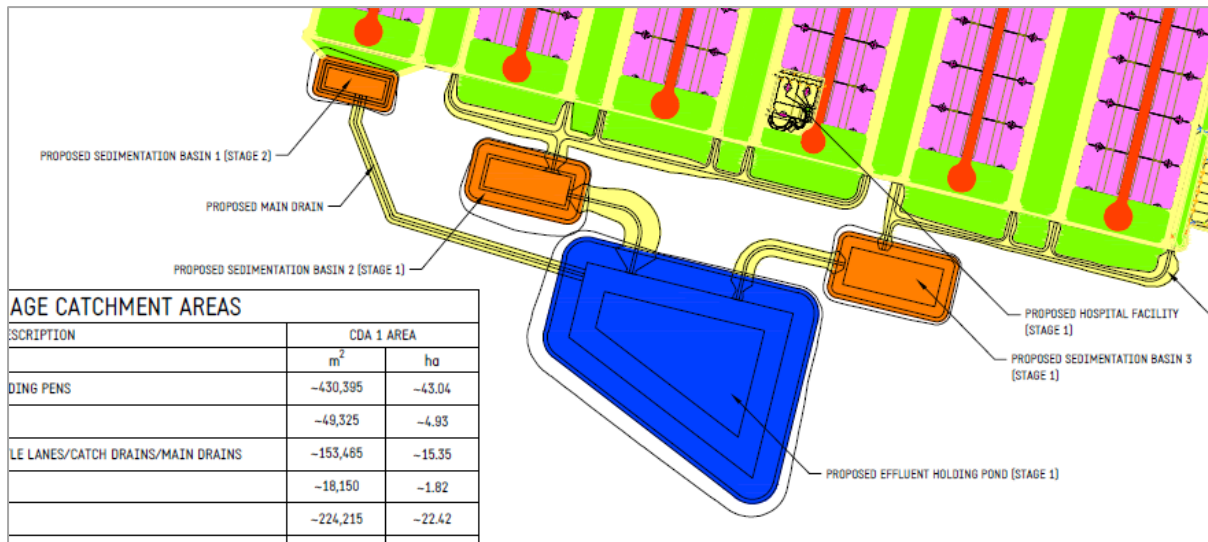 PROPOSED SEDIMENTATION BASIN 1 (STAGE 2)
PROPOSED MAIN DRAIN
PROPOSED SEDIMENTATION BASIN 2 (STAGE 1)
PROPOSED HOSPITAL FACILITY
(STAGE 1)
PROPOSED SEDIMENTATION BASIN 3
(STAGE 1)
PROPOSED EFFLUENT HOLDING POND (STAGE 1)
AGE CATCHMENT AREAS
ESCRIPTION CDA 1 AREA
m² ha
DING PENS ~430,395 ~43.04
~49,325 ~4.93
LE LANES/CATCH DRAINS/MAIN DRAINS ~153,465 ~15.35
~18,150 ~1.82
~224,215 ~22.42